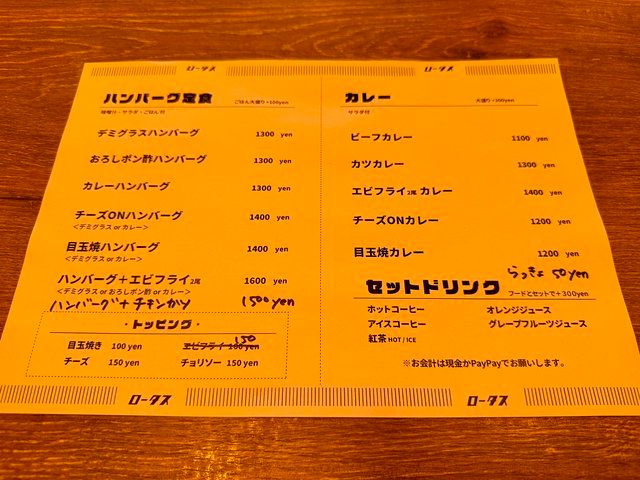 ロータス
ロータス
ハンバーグ定食
ごはん大盛り+100yen
味噌汁・サラダ・ごはん付
デミグラスハンバーグ 1300 yen
おろしポン酢ハンバーグ 1300 yen
カレーハンバーグ 1300 yen
チーズONハンバーグ 1400 yen
<デミグラス or カレー>
目玉焼ハンバーグ 1400 yen
<デミグラス or カレー>
ハンバーグ+エビフライ2尾 1600 yen
<デミグラス or おろしポン酢 or カレー>
ハンバーグ+チキンカツ 1500 yen
・トッピング・
目玉焼き 100 yen
エビフライ 100 yen 150
チーズ 150 yen
チョリソー 150 yen
カレー
大盛り +100yen
サラダ付
ビーフカレー 1100 yen
カツカレー 1300 yen
エビフライ2尾 カレー 1400 yen
チーズONカレー 1200 yen
目玉焼カレー 1200 yen
らっきょ 50yen
セットドリンク
フードとセットで+300yen
ホットコーヒー
アイスコーヒー
紅茶 HOT / ICE
オレンジジュース
グレープフルーツジュース
※お会計は現金かPayPayでお願いします。
ロータス
ロータス